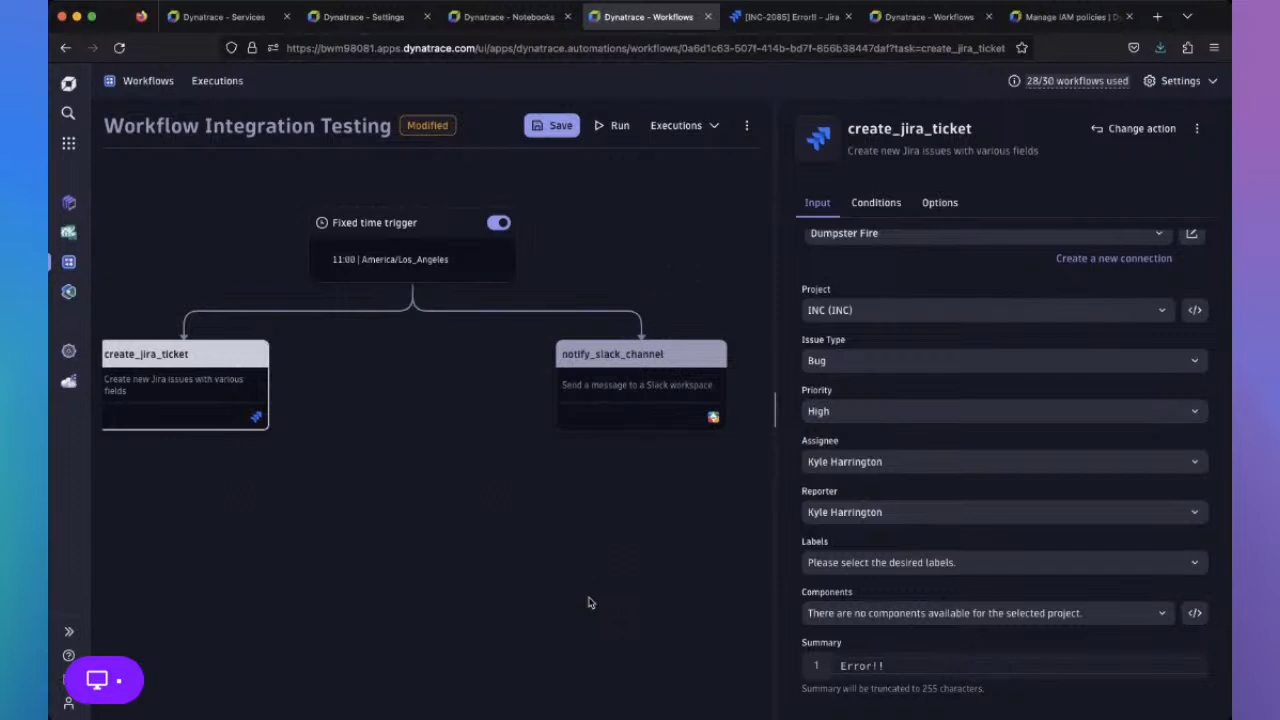 Dynatrace - Services
Dynatrace - Settings
Dynatrace - Notebooks
Dynatrace - Workflows
[INC-2085] Error!! - Jira
Dynatrace - Workflows
Manage IAM policies | Dy
https://bwm98081.apps.dynatrace.com/ui/apps/dynatrace.automations/workflows/0a6d1c63-507f-414b-bd7f-856b38447daf?task=create_jira_ticket
Workflows
Executions
28/30 workflows used
Settings
Workflow Integration Testing
Modified
Save
Run
Executions
create_jira_ticket
Create new Jira issues with various fields
Change action
Input
Conditions
Options
Fixed time trigger
11:00 | America/Los_Angeles
create_jira_ticket
Create new Jira issues with various
fields
notify_slack_channel
Send a message to a Slack workspace
Dumpster Fire
Create a new connection
Project
INC (INC)
Issue Type
Bug
Priority
High
Assignee
Kyle Harrington
Reporter
Kyle Harrington
Labels
Please select the desired labels.
Components
There are no components available for the selected project.
Summary
1 Error!!
Summary will be truncated to 255 characters.